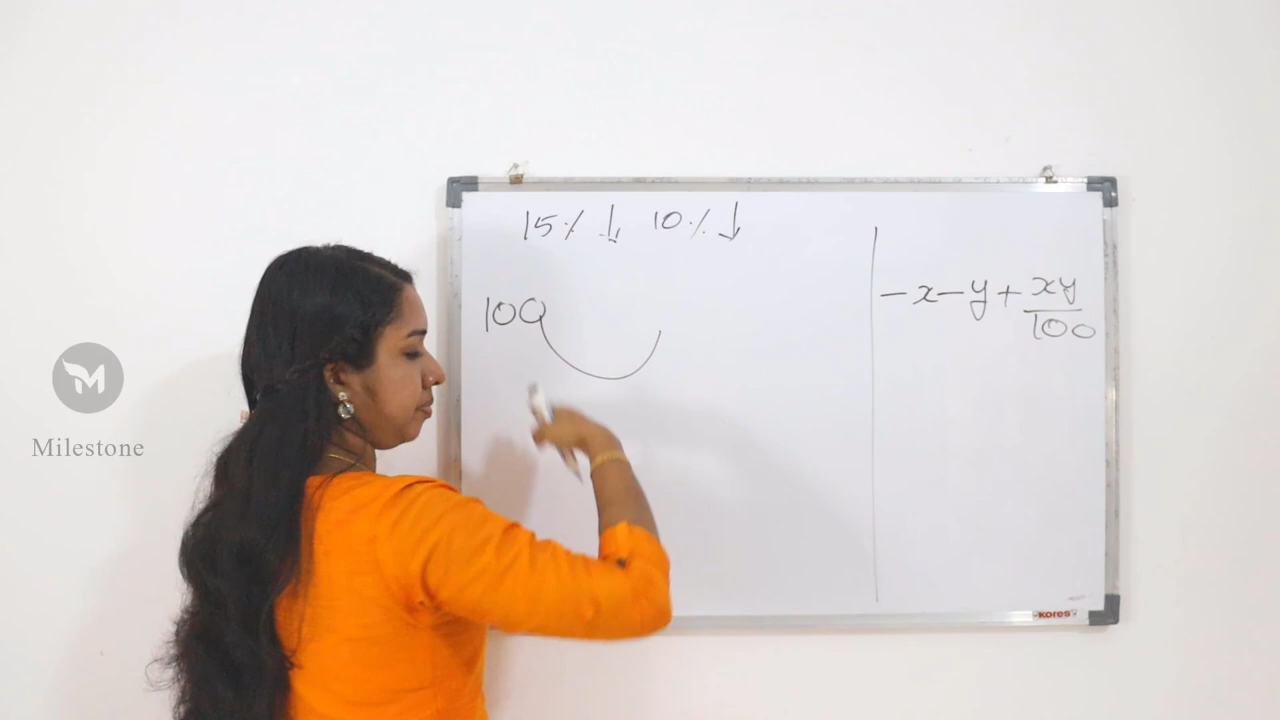 15% ↓ 10% ↓
100
-x-y+xy/100
kores
Milestone